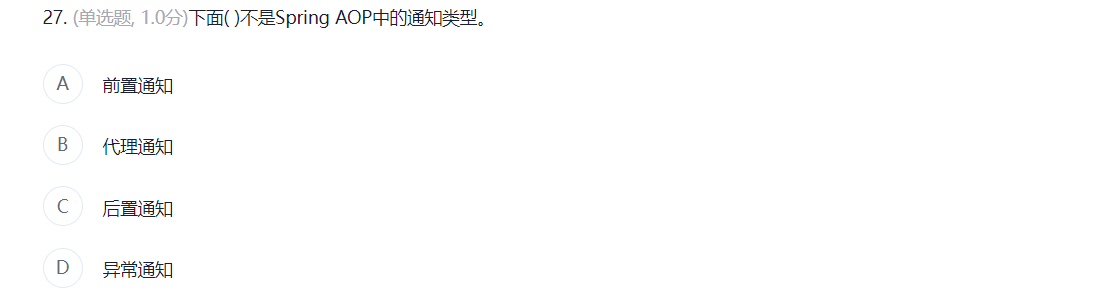 27. (单选题, 1.0分)下面( )不是Spring AOP中的通知类型。
A 前置通知
B 代理通知
C 后置通知
D 异常通知